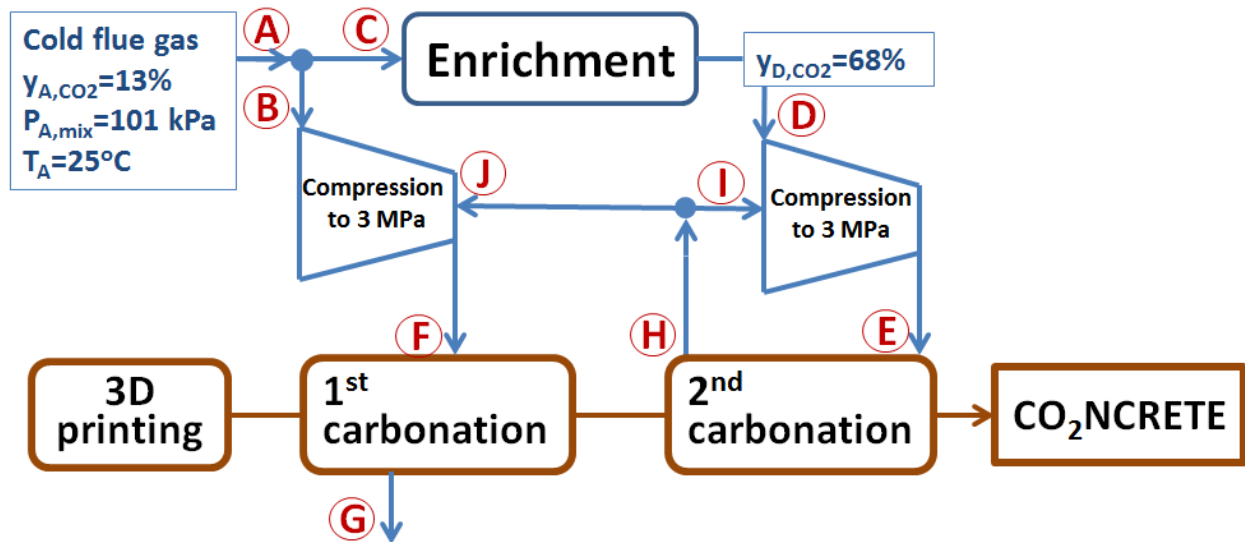 Cold flue gas
yA,CO2=13%
PA,mix=101 kPa
TA=25°C
A
C
Enrichment
yD,CO2=68%
B
D
Compression
to 3 MPa
J
I
Compression
to 3 MPa
F
H
E
3D
printing
1st
carbonation
2nd
carbonation
CO2NCRETE
G